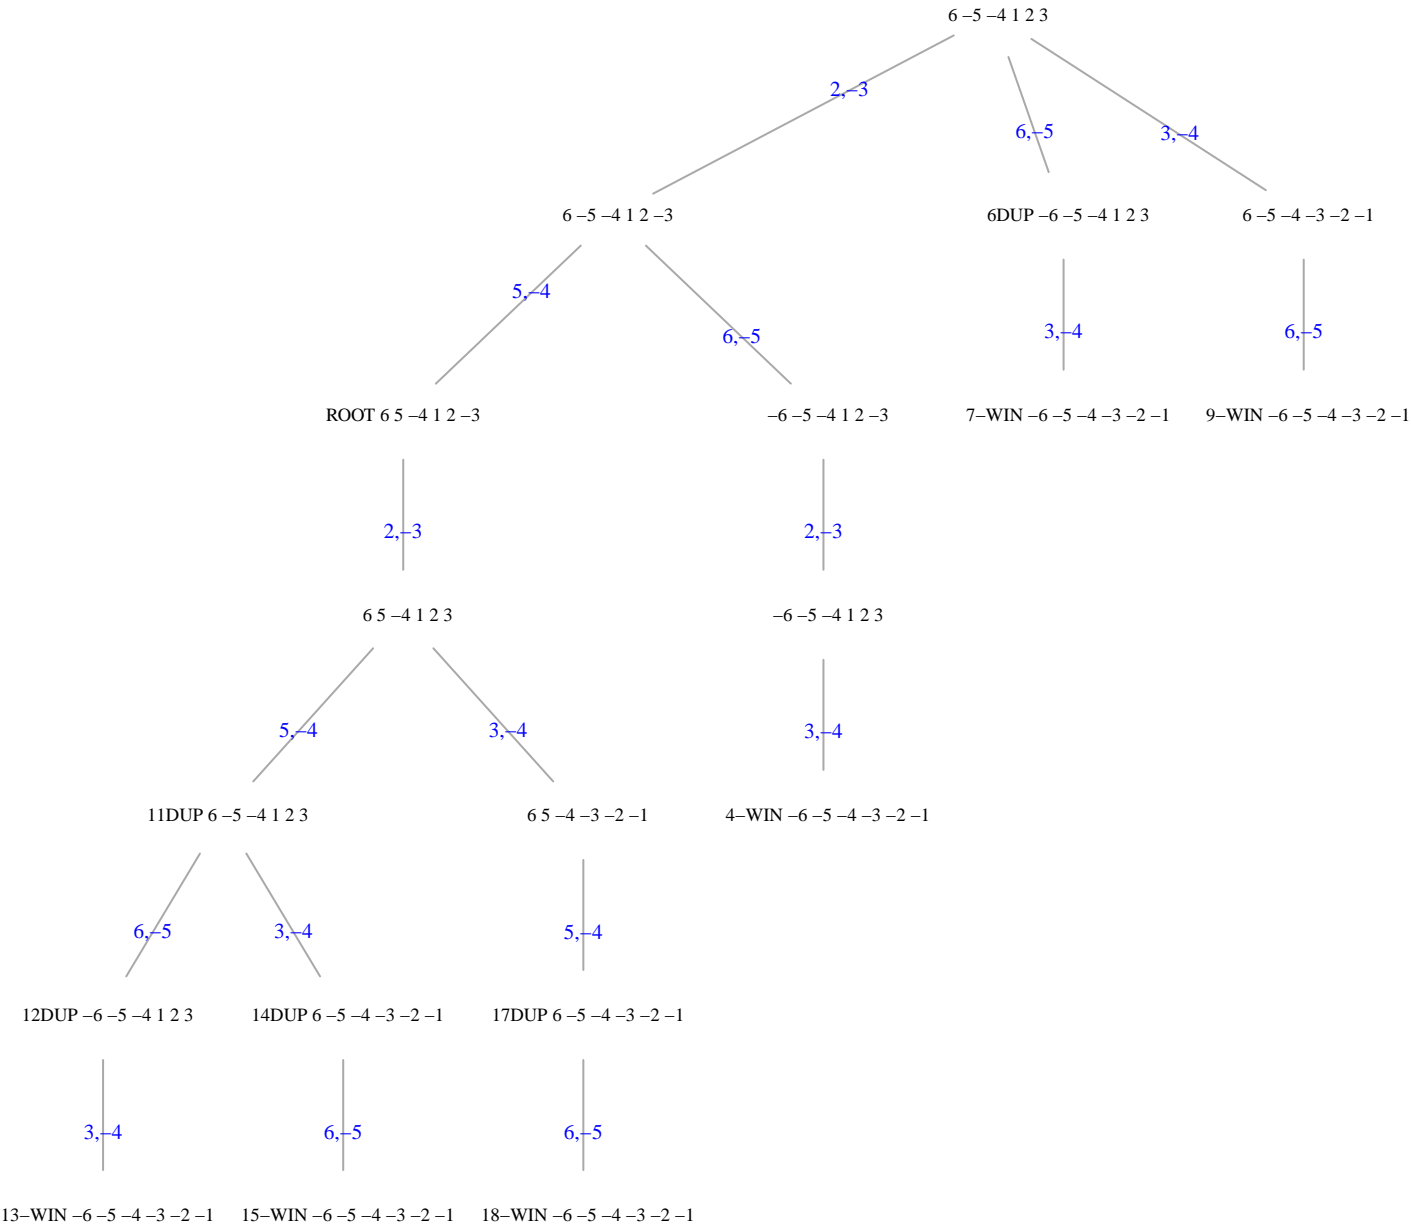 6 –5 –4 1 2 3
2,–3
6,–5
3,–4
6 –5 –4 1 2 –3
6DUP –6 –5 –4 1 2 3
6 –5 –4 –3 –2 –1
5,–4
6,–5
3,–4
6,–5
ROOT 6 5 –4 1 2 –3
–6 –5 –4 1 2 –3
7–WIN –6 –5 –4 –3 –2 –1
9–WIN –6 –5 –4 –3 –2 –1
2,–3
2,–3
6 5 –4 1 2 3
–6 –5 –4 1 2 3
5,–4
3,–4
3,–4
11DUP 6 –5 –4 1 2 3
6 5 –4 –3 –2 –1
4–WIN –6 –5 –4 –3 –2 –1
6,–5
3,–4
5,–4
12DUP –6 –5 –4 1 2 3
14DUP 6 –5 –4 –3 –2 –1
17DUP 6 –5 –4 –3 –2 –1
3,–4
6,–5
6,–5
13–WIN –6 –5 –4 –3 –2 –1
15–WIN –6 –5 –4 –3 –2 –1
18–WIN –6 –5 –4 –3 –2 –1